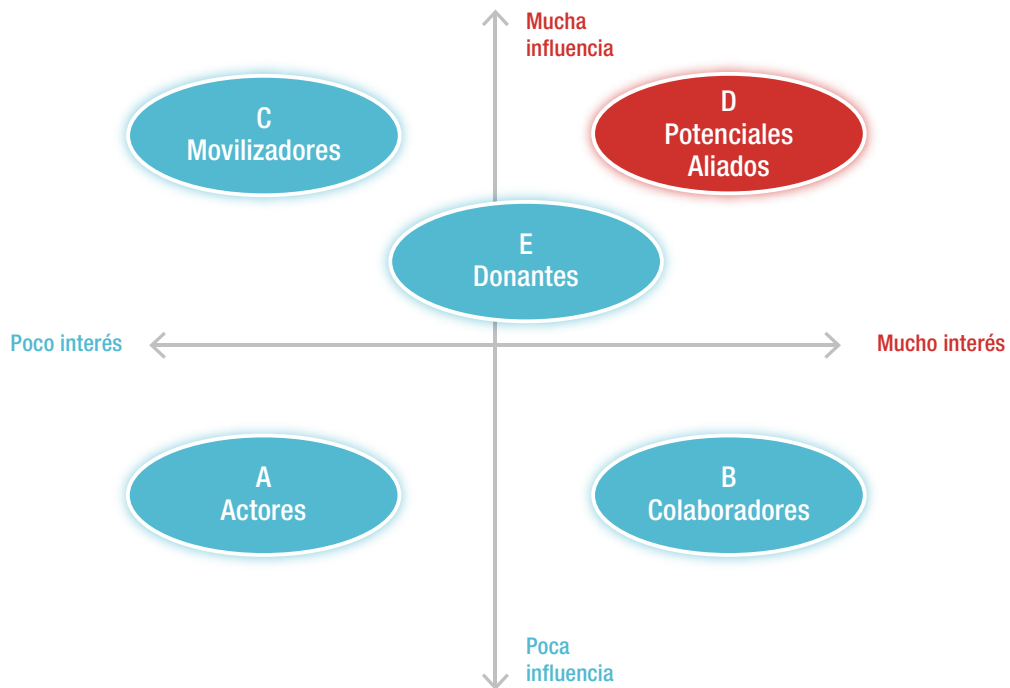 Mucha
influencia
C
Movilizadores
D
Potenciales
Aliados
E
Donantes
Poco interés
Mucho interés
A
Actores
B
Colaboradores
Poca
influencia